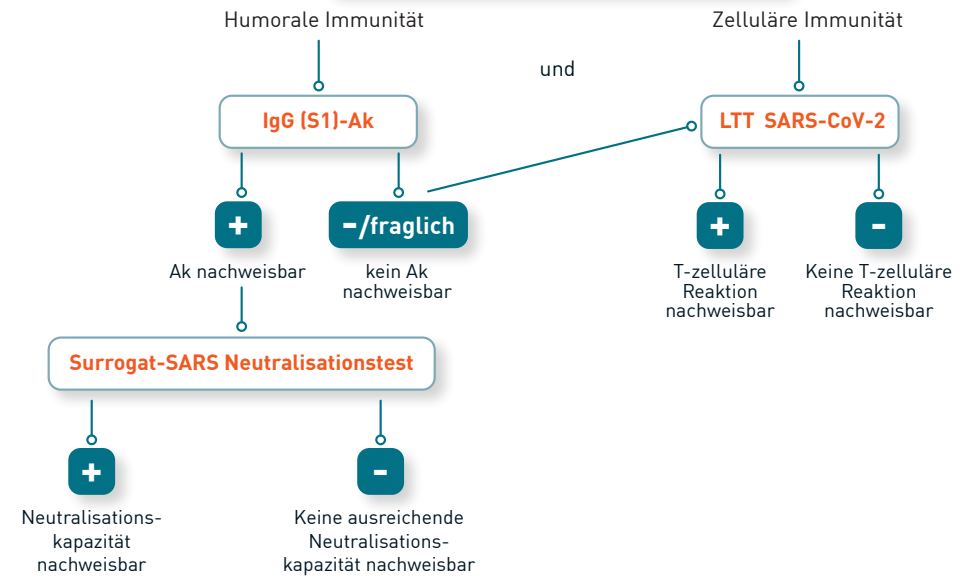 Humorale Immunität
Zelluläre Immunität
und
IgG (S1)-Ak
LTT SARS-CoV-2
+
-/fraglich
+
-
Ak nachweisbar
kein Ak
nachweisbar
T-zelluläre
Reaktion
nachweisbar
Keine T-zelluläre
Reaktion
nachweisbar
Surrogat-SARS Neutralisationstest
+
-
Neutralisations-
kapazität
nachweisbar
Keine ausreichende
Neutralisations-
kapazität nachweisbar